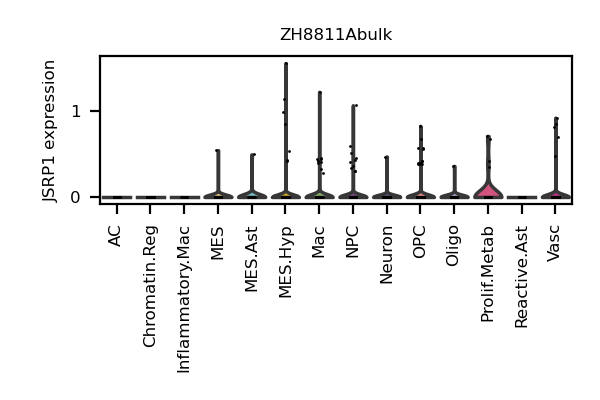 ZH8811Abulk
JSRP1 expression
1
0
AC
Chromatin.Reg
Inflammatory.Mac
MES
MES.Ast
MES.Hyp
Mac
NPC
Neuron
OPC
Oligo
Prolif.Metab
Reactive.Ast
Vasc